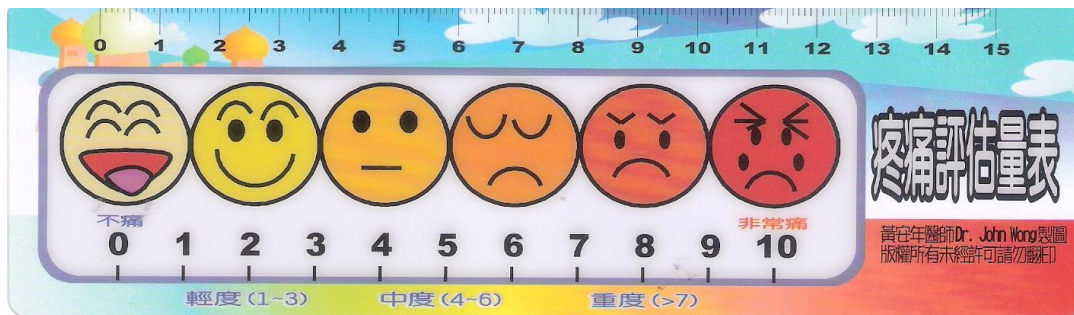 0 1 2 3 4 5 6 7 8 9 10 11 12 13 14 15
疼痛評估量表
不痛
非常痛
0 1 2 3 4 5 6 7 8 9 10
輕度(1~3) 中度(4~6) 重度(>7)
黃安年醫師Dr. John Wong製圖
版權所有未經許可請勿翻印